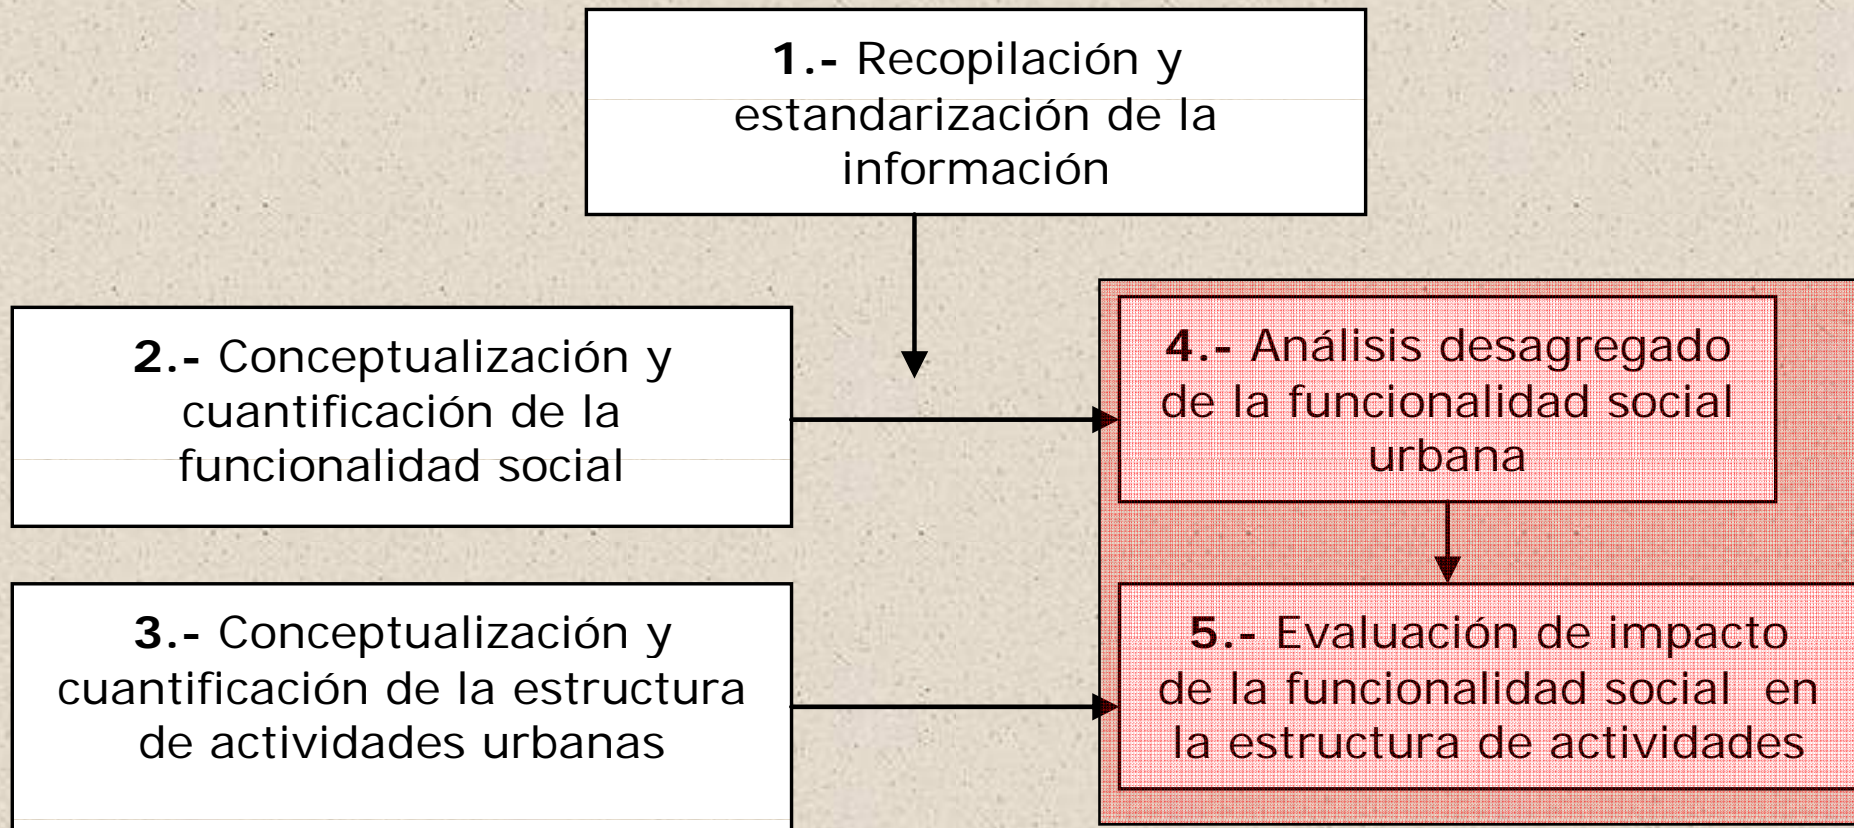 1.- Recopilación y
estandarización de la
información
2.- Conceptualización y
cuantificación de la
funcionalidad social
3.- Conceptualización y
cuantificación de la estructura
de actividades urbanas
4.- Análisis desagregado
de la funcionalidad social
urbana
5.- Evaluación de impacto
de la funcionalidad social en
la estructura de actividades